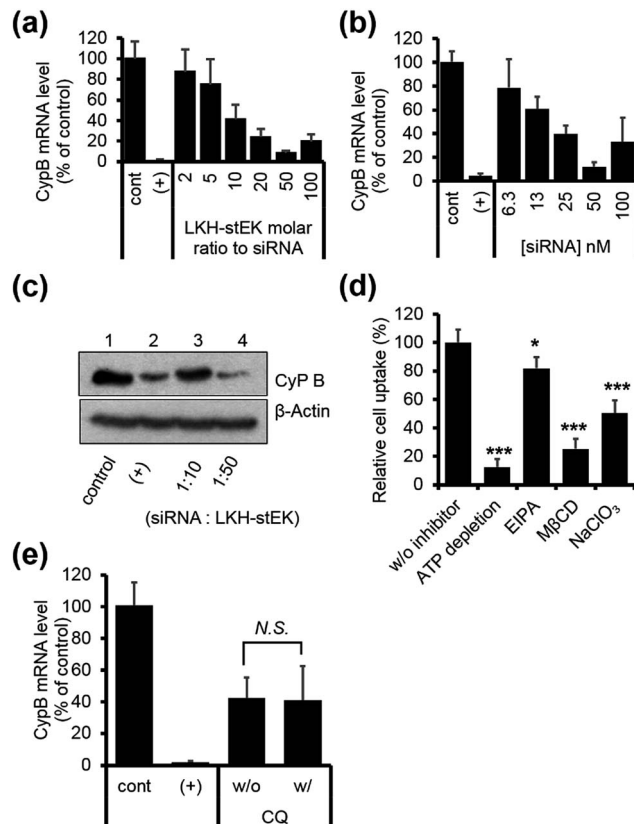 (a)
CypB mRNA level
(% of control)
120
100
80
60
40
20
0
cont
(+)
2
5
10
20
50
100
LKH-stEK molar
ratio to siRNA
(b)
CypB mRNA level
(% of control)
120
100
80
60
40
20
0
cont
(+)
6.3
13
25
50
100
[siRNA] nM
(c)
1 2 3 4
CyP B
β-Actin
control
(+)
1:10
1:50
(siRNA : LKH-stEK)
(d)
Relative cell uptake (%)
120
100
80
60
40
20
0
***
*
***
***
w/o inhibitor
ATP depletion
EIPA
MβCD
NaClO₃
(e)
CypB mRNA level
(% of control)
120
100
80
60
40
20
0
N.S.
cont
(+)
w/o
w/
CQ